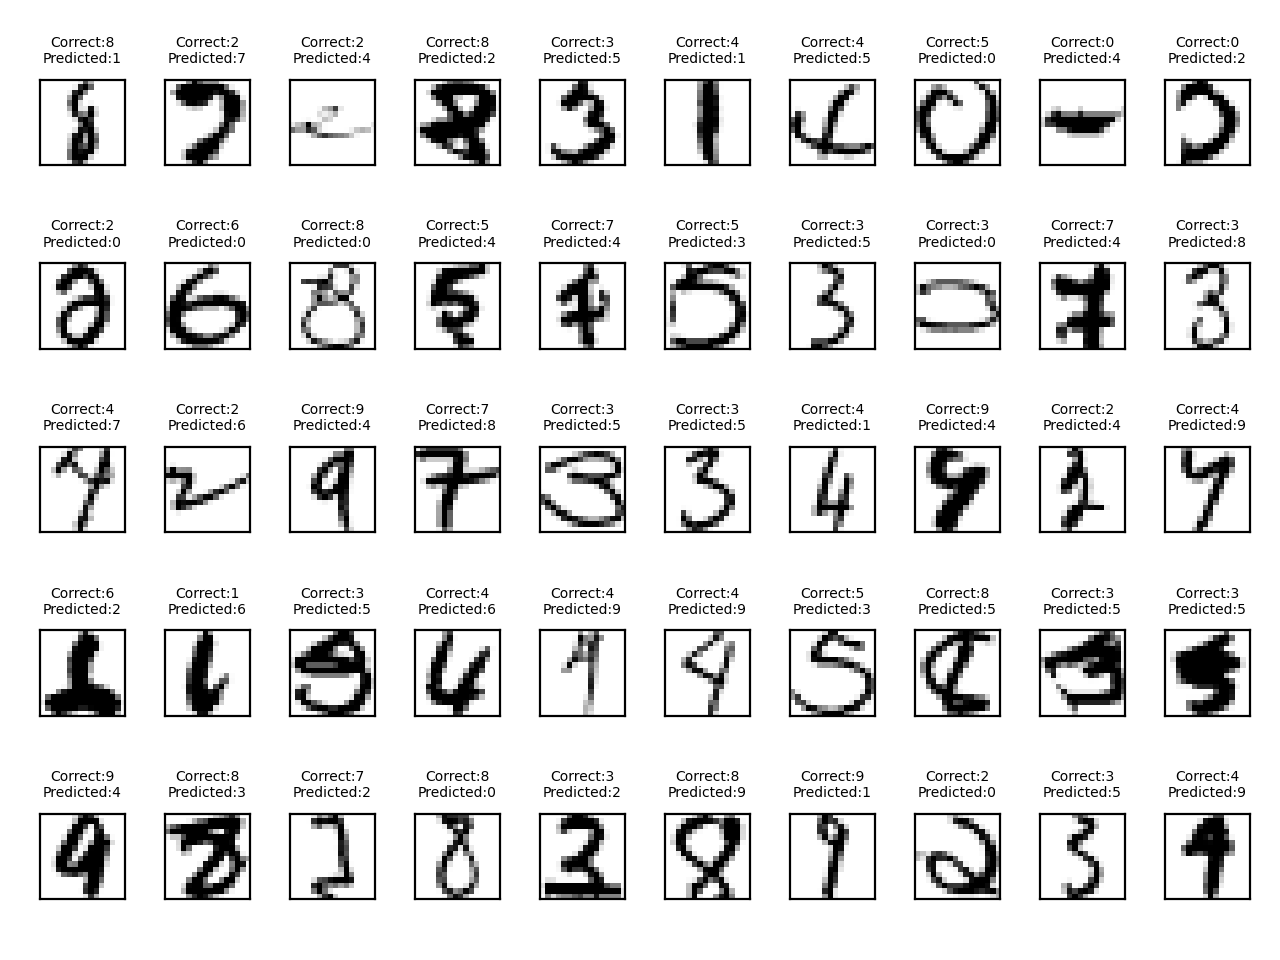 Correct:8 Correct:2 Correct:2 Correct:8 Correct:3 Correct:4 Correct:4 Correct:5 Correct:0 Correct:0
Predicted:1 Predicted:7 Predicted:4 Predicted:2 Predicted:5 Predicted:1 Predicted:5 Predicted:0 Predicted:4 Predicted:2
Correct:2 Correct:6 Correct:8 Correct:5 Correct:7 Correct:5 Correct:3 Correct:3 Correct:7 Correct:3
Predicted:0 Predicted:0 Predicted:0 Predicted:4 Predicted:4 Predicted:3 Predicted:5 Predicted:0 Predicted:4 Predicted:8
Correct:4 Correct:2 Correct:9 Correct:7 Correct:3 Correct:3 Correct:4 Correct:9 Correct:2 Correct:4
Predicted:7 Predicted:6 Predicted:4 Predicted:8 Predicted:5 Predicted:5 Predicted:1 Predicted:4 Predicted:4 Predicted:9
Correct:6 Correct:1 Correct:3 Correct:4 Correct:4 Correct:4 Correct:5 Correct:8 Correct:3 Correct:3
Predicted:2 Predicted:6 Predicted:5 Predicted:6 Predicted:9 Predicted:9 Predicted:3 Predicted:5 Predicted:5 Predicted:5
Correct:9 Correct:8 Correct:7 Correct:8 Correct:3 Correct:8 Correct:9 Correct:2 Correct:3 Correct:4
Predicted:4 Predicted:3 Predicted:2 Predicted:0 Predicted:2 Predicted:9 Predicted:1 Predicted:0 Predicted:5 Predicted:9